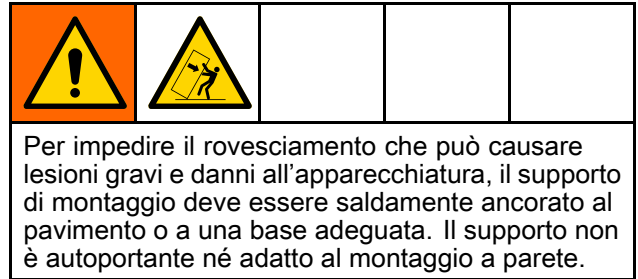 Per impedire il rovesciamento che può causare
lesioni gravi e danni all'apparecchiatura, il supporto
di montaggio deve essere saldamente ancorato al
pavimento o a una base adeguata. Il supporto non
è autoportante né adatto al montaggio a parete.